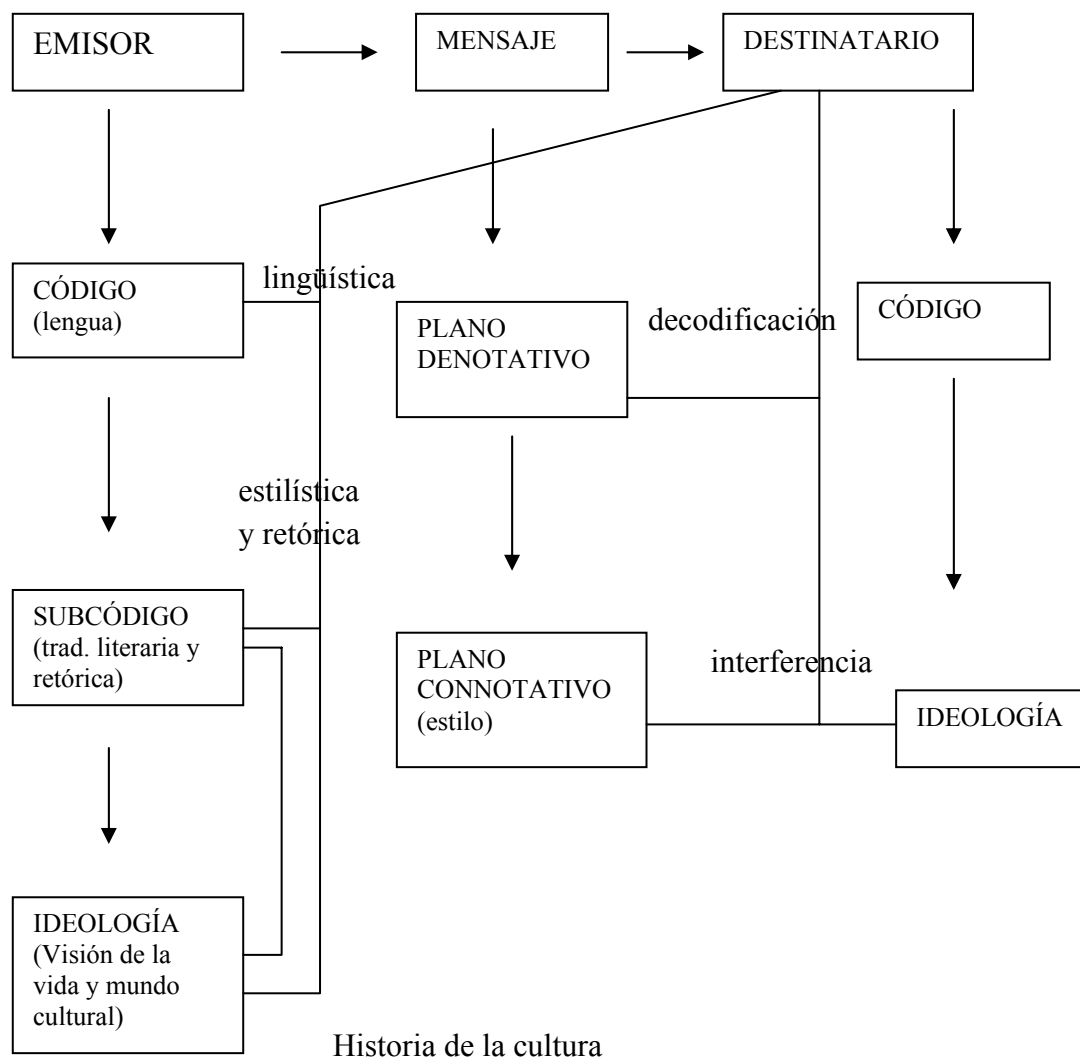 EMISOR
MENSAJE
DESTINATARIO
CÓDIGO
(lengua)
lingüística
PLANO
DENOTATIVO
decodificación
CÓDIGO
estilística
y retórica
SUBCÓDIGO
(trad. literaria y
retórica)
PLANO
CONNOTATIVO
(estilo)
interferencia
IDEOLOGÍA
IDEOLOGÍA
(Visión de la
vida y mundo
cultural)
Historia de la cultura